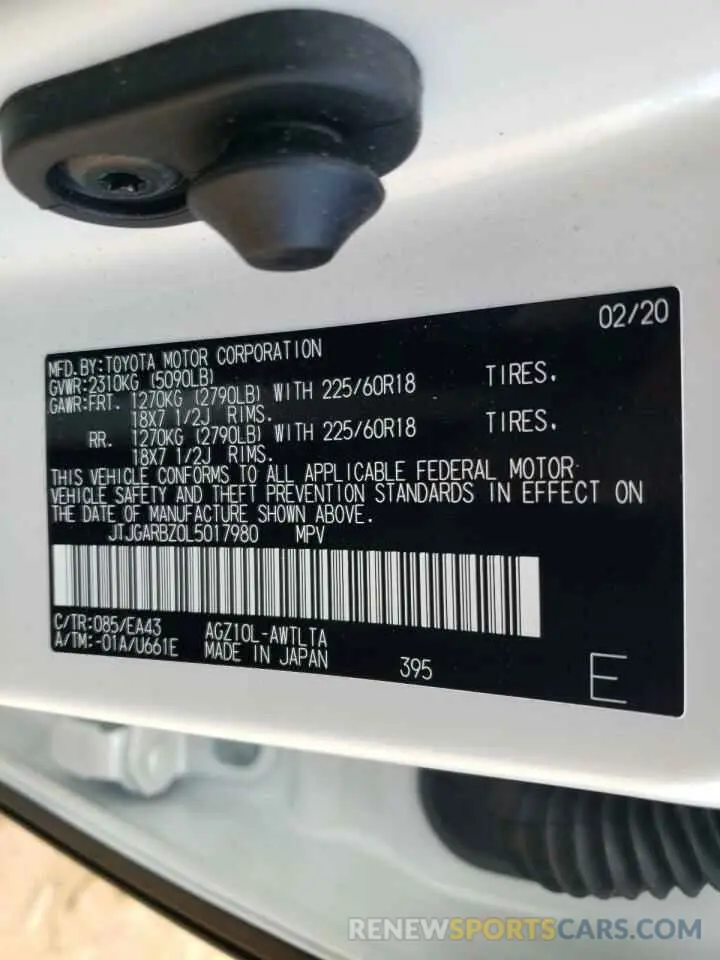 02/20
MFD.BY:TOYOTA MOTOR CORPORATION
GVWR:2310KG (5090LB)
GAWR:FRT. 1270KG (2790LB) WITH 225/60R18 TIRES.
18X7 1/2J RIMS.
RR. 1270KG (2790LB) WITH 225/60R18 TIRES.
18X7 1/2J RIMS.
THIS VEHICLE CONFORMS TO ALL APPLICABLE FEDERAL MOTOR
VEHICLE SAFETY AND THEFT PREVENTION STANDARDS IN EFFECT ON
THE DATE OF MANUFACTURE SHOWN ABOVE.
JTJGARBZ0L5017980 MPV
C/TR:085/EA43 AGZ10L-AWTLTA
A/TM:-01A/U661E MADE IN JAPAN 395
E
RENEWSPORTSCARS.COM